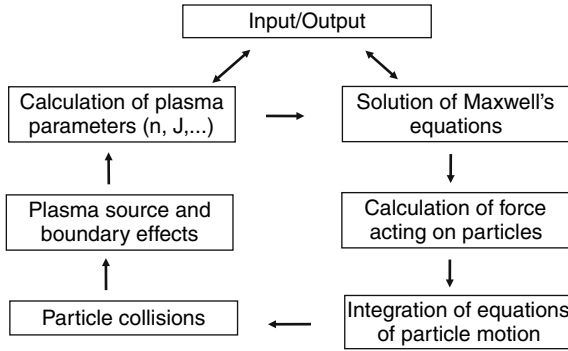 Input/Output
Calculation of plasma
parameters (n, J,...)
Solution of Maxwell's
equations
Plasma source and
boundary effects
Calculation of force
acting on particles
Particle collisions
Integration of equations
of particle motion